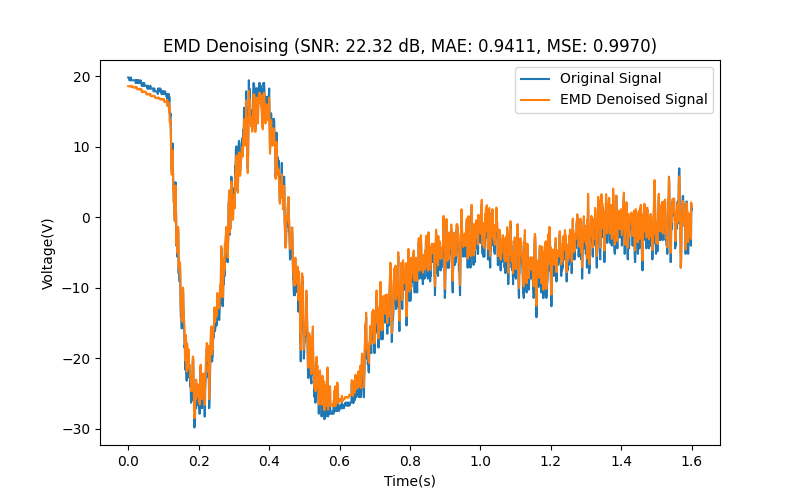 EMD Denoising (SNR: 22.32 dB, MAE: 0.9411, MSE: 0.9970)
Original Signal
EMD Denoised Signal
20
10
0
−10
−20
−30
Voltage(V)
0.0 0.2 0.4 0.6 0.8 1.0 1.2 1.4 1.6
Time(s)